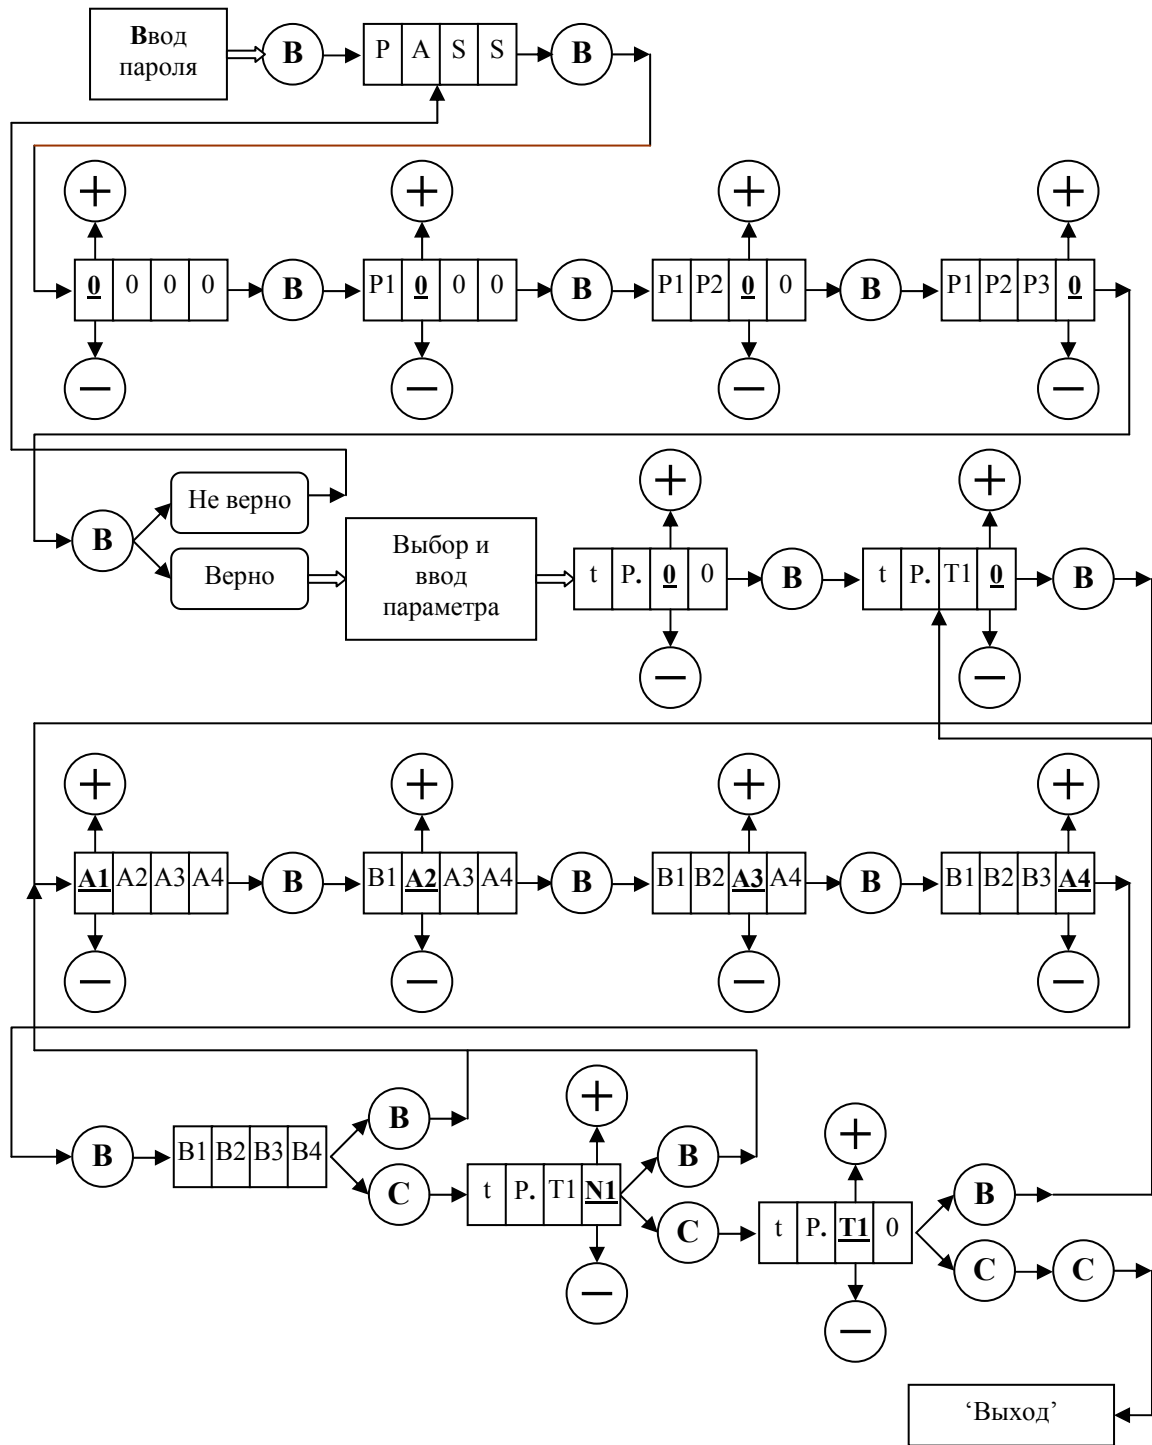 Ввод
пароля
В
P A S S
В
+ + + +
0 0 0 0
В
P1 0 0 0
В
P1 P2 0 0
В
P1 P2 P3 0
− − − −
Не верно
В
Верно
Выбор и
ввод
параметра
+ +
t P. 0 0
В
t P. T1 0
В
− −
+ + + +
A1 A2 A3 A4
В
B1 A2 A3 A4
В
B1 B2 A3 A4
В
B1 B2 B3 A4
− − − −
В
B1 B2 B3 B4
В
С
+
t P. T1 N1
−
В
С
+
t P. T1 0
−
В
С
С
‘Выход’